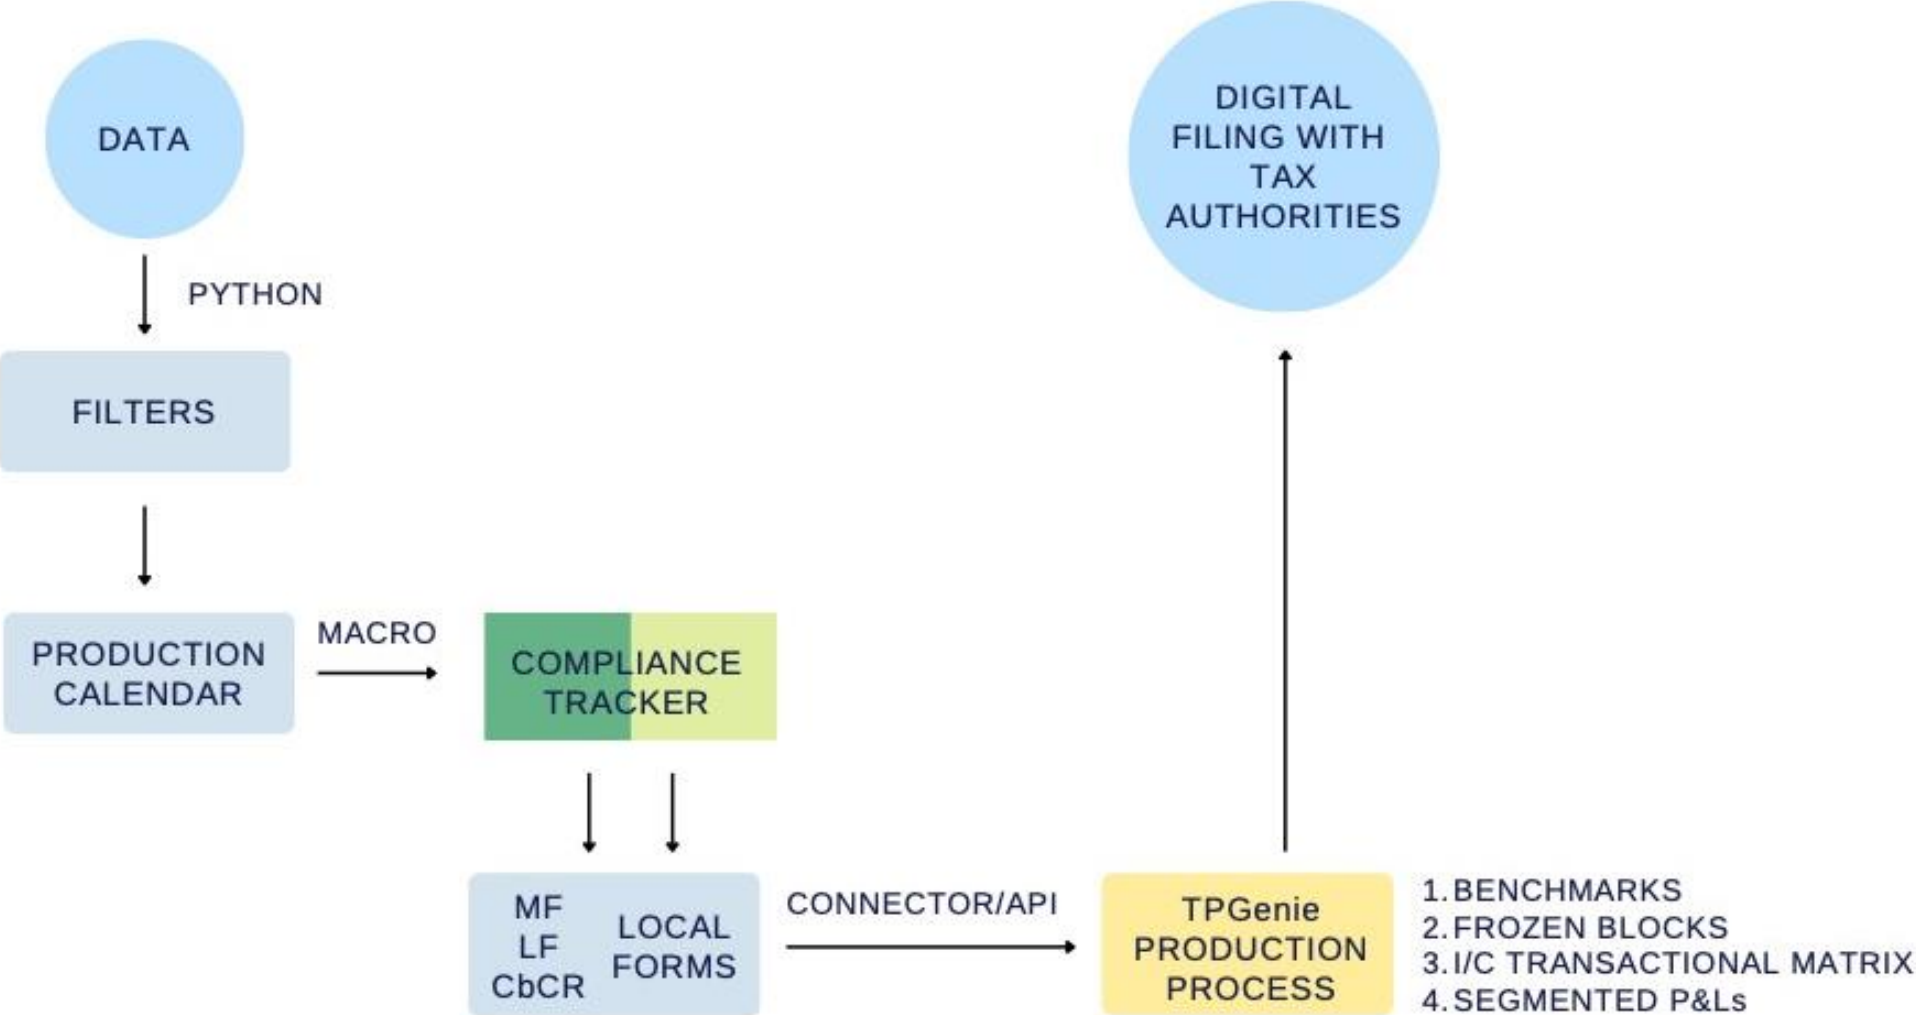 DATA
PYTHON
FILTERS
PRODUCTION
CALENDAR
MACRO
COMPLIANCE
TRACKER
MF
LF
CbCR
LOCAL
FORMS
CONNECTOR/API
TPGenie
PRODUCTION
PROCESS
1. BENCHMARKS
2. FROZEN BLOCKS
3. I/C TRANSACTIONAL MATRIX
4. SEGMENTED P&Ls
DIGITAL
FILING WITH
TAX
AUTHORITIES